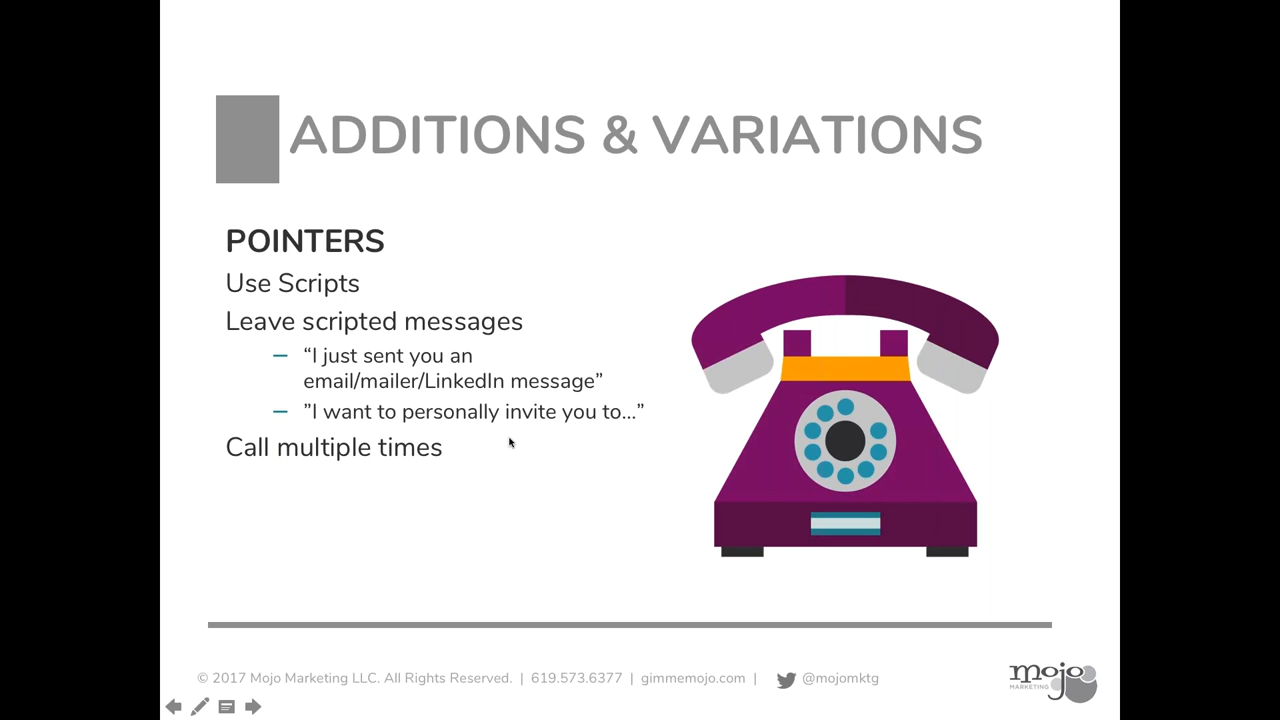 ADDITIONS & VARIATIONS
POINTERS
Use Scripts
Leave scripted messages
– “I just sent you an
email/mailer/LinkedIn message”
– ”I want to personally invite you to…”
Call multiple times
© 2017 Mojo Marketing LLC. All Rights Reserved. | 619.573.6377 | gimmemojo.com | @mojomktg
mojo
MARKETING